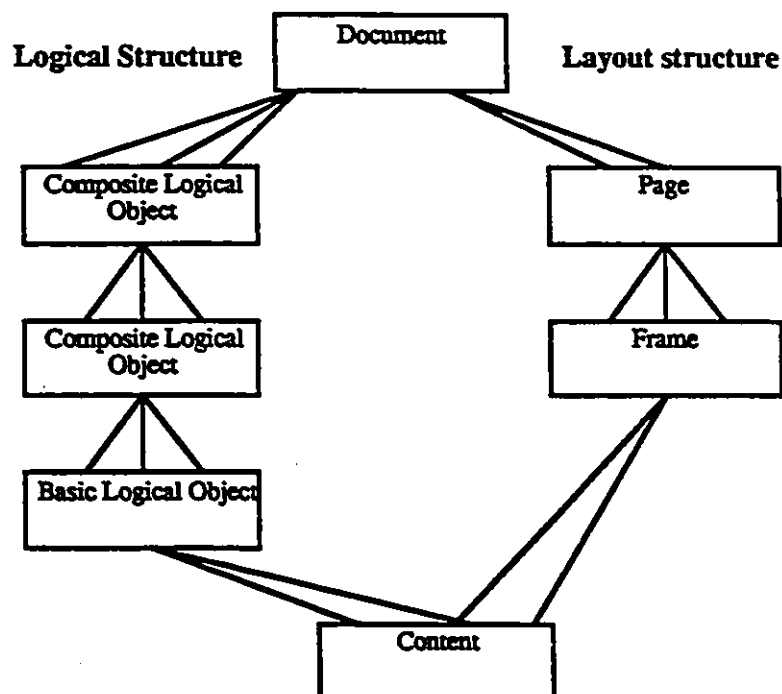 Document
Logical Structure
Layout structure
Composite Logical
Object
Page
Composite Logical
Object
Frame
Basic Logical Object
Content